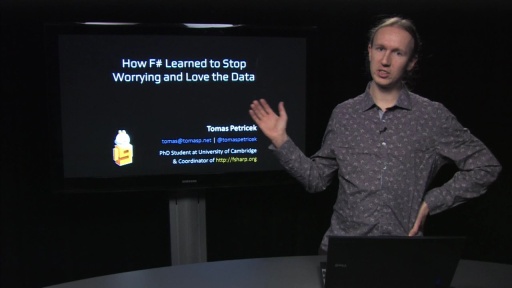 How F# Learned to Stop
Worrying and Love the Data
Tomas Petricek
tomas@tomasp.net | @tomaspetricek
PhD Student at University of Cambridge
& Coordinator of http://fsharp.org